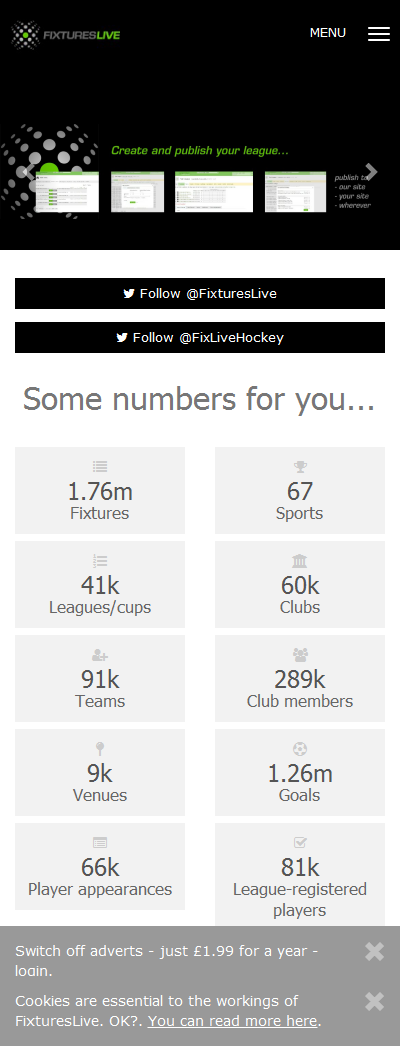 FIXTURESLIVE
MENU
Create and publish your league...
publish to
- our site
- your site
- wherever
Follow @FixturesLive
Follow @FixLiveHockey
Some numbers for you...
1.76m
Fixtures
67
Sports
41k
Leagues/cups
60k
Clubs
91k
Teams
289k
Club members
9k
Venues
1.26m
Goals
66k
Player appearances
81k
League-registered
players
Switch off adverts - just £1.99 for a year -
login.
Cookies are essential to the workings of
FixturesLive. OK?. You can read more here.